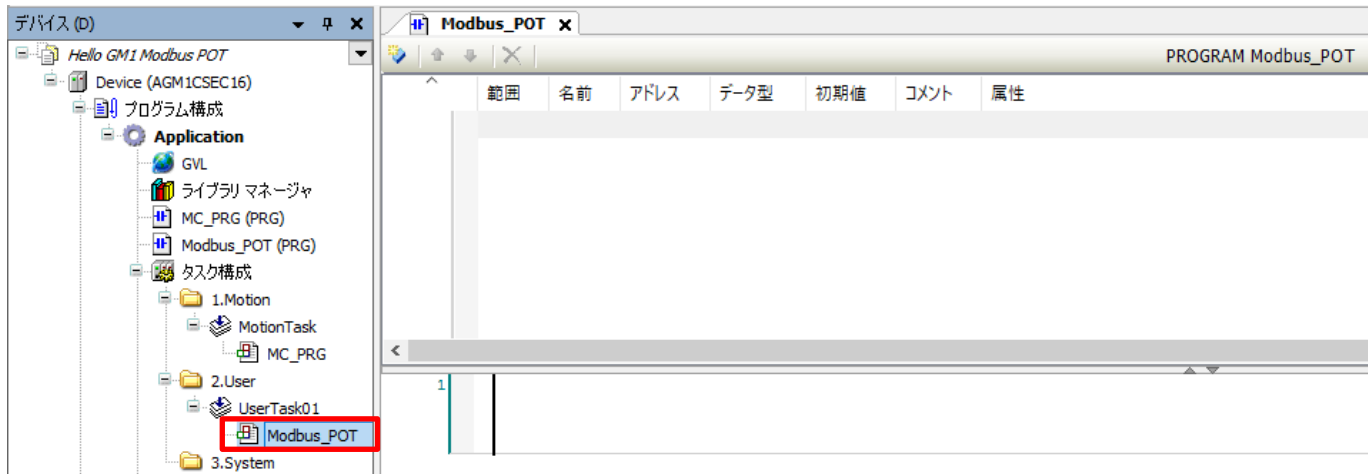 デバイス (D)
Hello GM1 Modbus POT
Device (AGM1CSEC16)
プログラム構成
Application
GVL
ライブラリ マネージャ
MC_PRG (PRG)
Modbus_POT (PRG)
タスク構成
1.Motion
MotionTask
MC_PRG
2.User
UserTask01
Modbus_POT
3.System
Modbus_POT
PROGRAM Modbus_POT
範囲 名前 アドレス データ型 初期値 コメント 属性
1